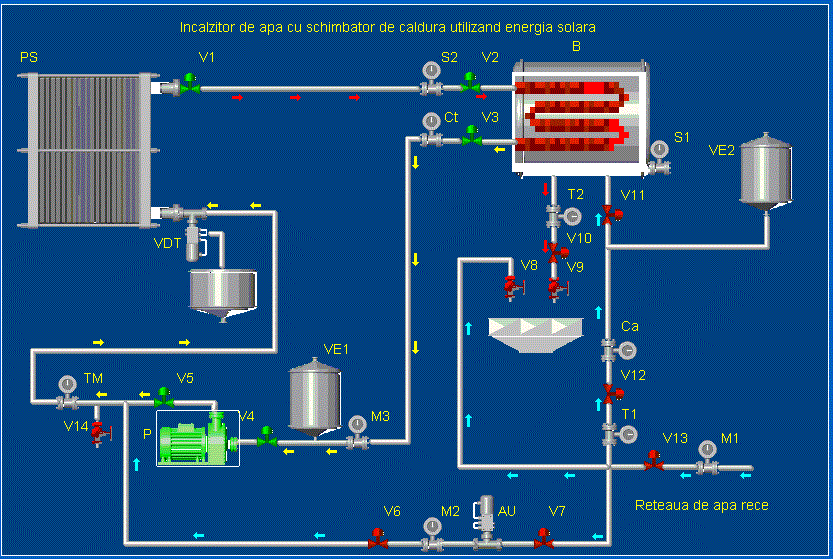 Incalzitor de apa cu schimbator de caldura utilizand energia solara
PS
V1
S2
V2
B
Ct
V3
S1
VE2
T2
V11
VDT
V10
V8
V9
Ca
VE1
TM
V5
V12
V14
P
V4
M3
T1
V13
M1
Reteaua de apa rece
V6
M2
AU
V7